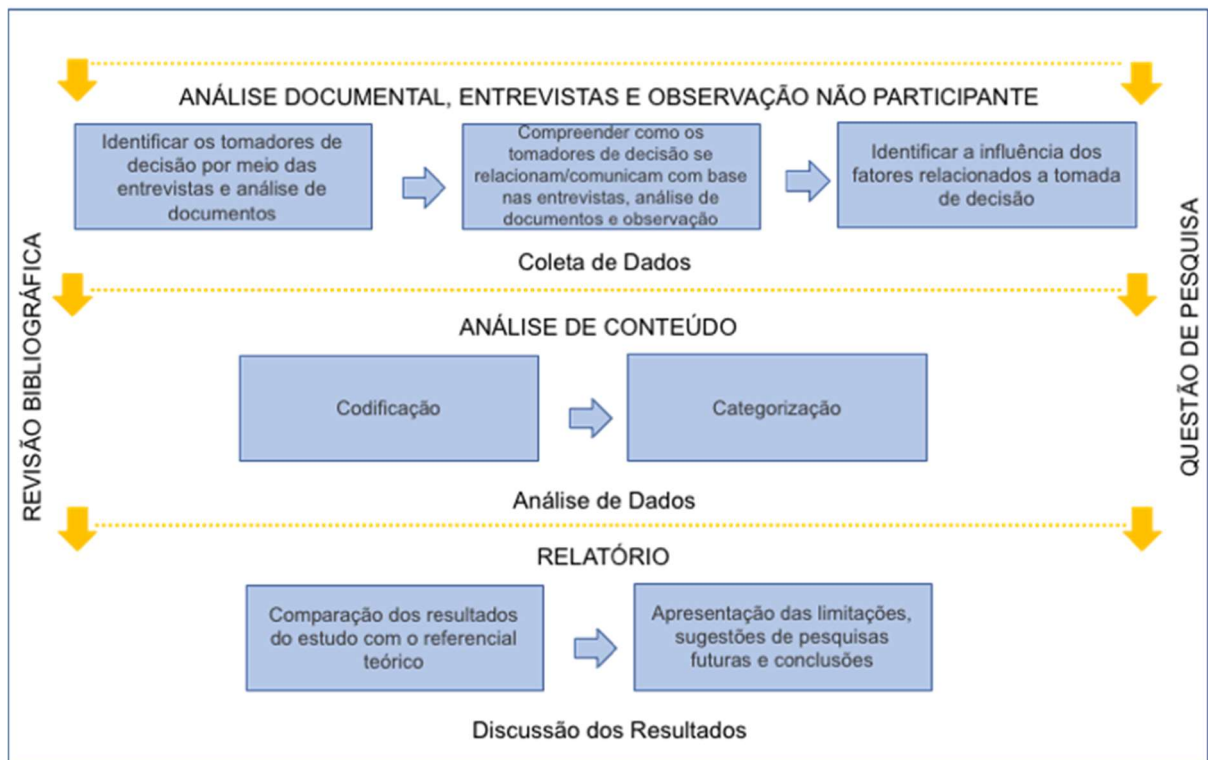 ANÁLISE DOCUMENTAL, ENTREVISTAS E OBSERVAÇÃO NÃO PARTICIPANTE
Identificar os tomadores de
decisão por meio das
entrevistas e análise de
documentos
Compreender como os
tomadores de decisão se
relacionam/comunicam com base
nas entrevistas, análise de
documentos e observação
Identificar a influência dos
fatores relacionados a tomada
de decisão
Coleta de Dados
REVISÃO BIBLIOGRÁFICA
QUESTÃO DE PESQUISA
ANÁLISE DE CONTEÚDO
Codificação
Categorização
Análise de Dados
RELATÓRIO
Comparação dos resultados
do estudo com o referencial
teórico
Apresentação das limitações,
sugestões de pesquisas
futuras e conclusões
Discussão dos Resultados